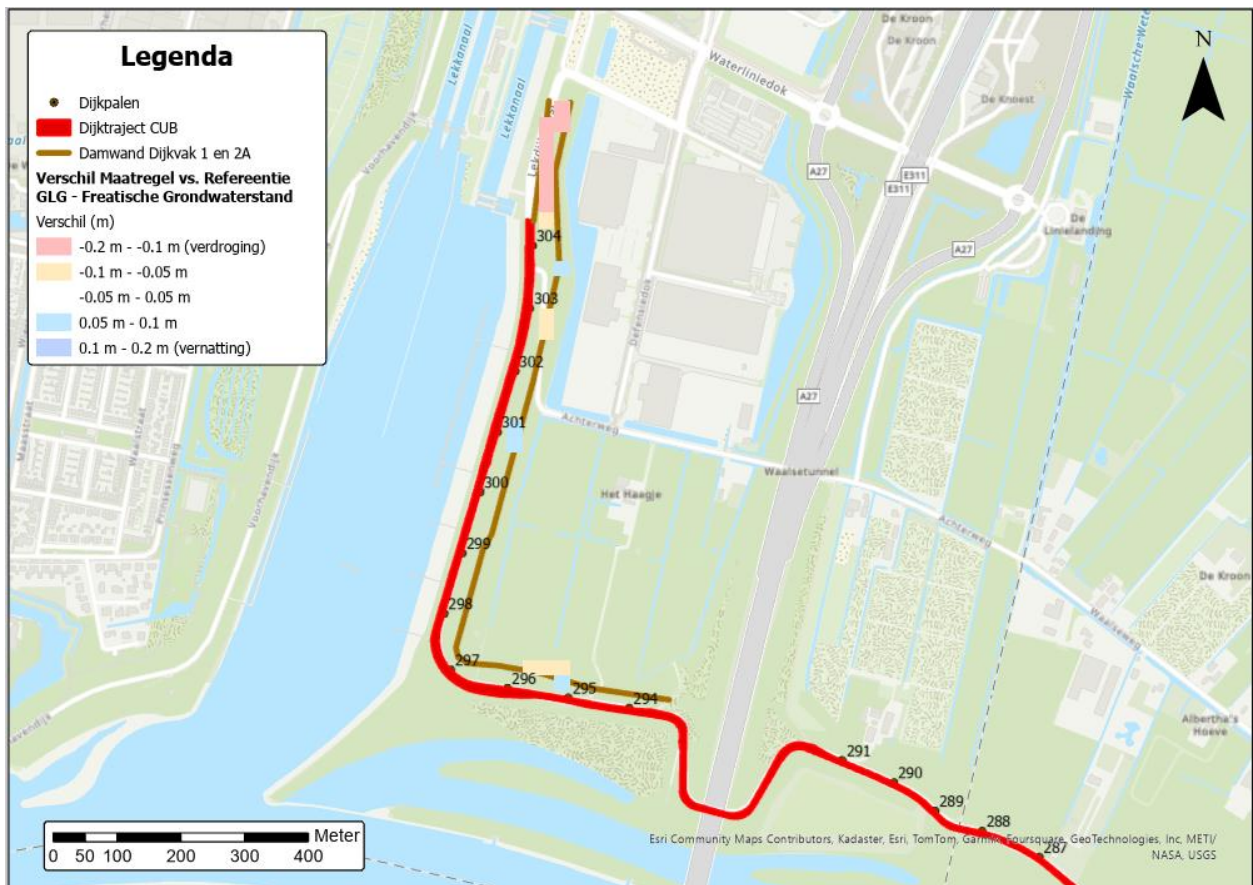 Legenda
Dijkpalen
Dijktraject CUB
Damwand Dijkvak 1 en 2A
Verschil Maatregel vs. Refereentie
GLG - Freatische Grondwaterstand
Verschil (m)
-0.2 m - -0.1 m (verdroging)
-0.1 m - -0.05 m
-0.05 m - 0.05 m
0.05 m - 0.1 m
0.1 m - 0.2 m (vernatting)
N
Lekkanaal
Lekkanaal
Lekkanaal
Voorhavendijk
Waterliniedok
De Kroon
De Kroon
De Knoest
Waalsche-Wete
A27
E311
E311
A27
De
Linielanding
A27
304
303
302
301
300
299
298
297
296
295
294
291
290
289
288
287
Defensiedok
Achterweg
Waalsetunnel
Het Haagje
Achterweg
De Kroon
Waalseweg
Albertha's
Hoeve
Maasstraat
Waalstraat
Prinsessenweg
Voorhavendijk
0 50 100 200 300 400 Meter
Esri Community Maps Contributors, Kadaster, Esri, TomTom, Garmin, Foursquare, GeoTechnologies, Inc, METI/
NASA, USGS